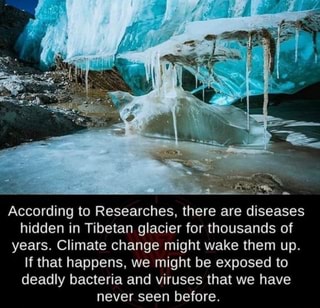 According to Researches, there are diseases
hidden in Tibetan glacier for thousands of
years. Climate change might wake them up.
If that happens, we might be exposed to
deadly bacteria and viruses that we have
never seen before.